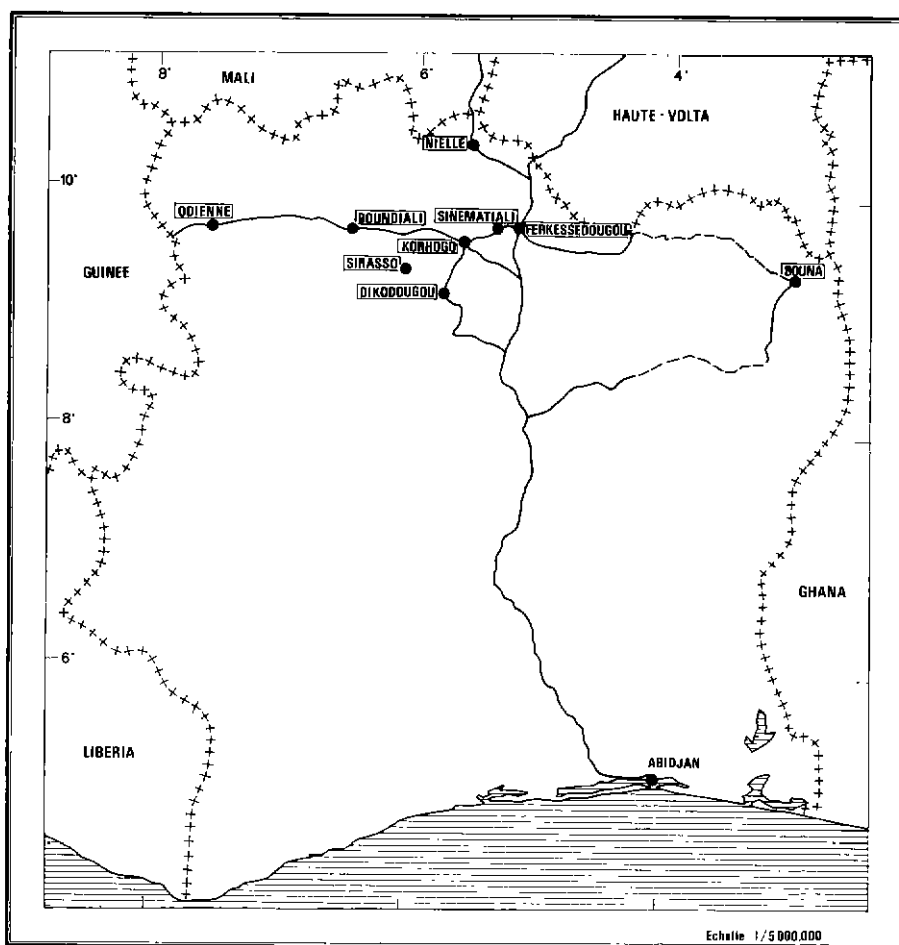 8°
6°
4°
MALI
HAUTE-VOLTA
NIELLE
10°
ODIENNE
BOUNDIALI
SINEMATIALI
FERKESSEDOUGOU
KORHOGO
GUINEE
SIRASSO
BOUNA
DIKODOUGOU
8°
GHANA
6°
LIBERIA
ABIDJAN
Echelle 1/5 000,000